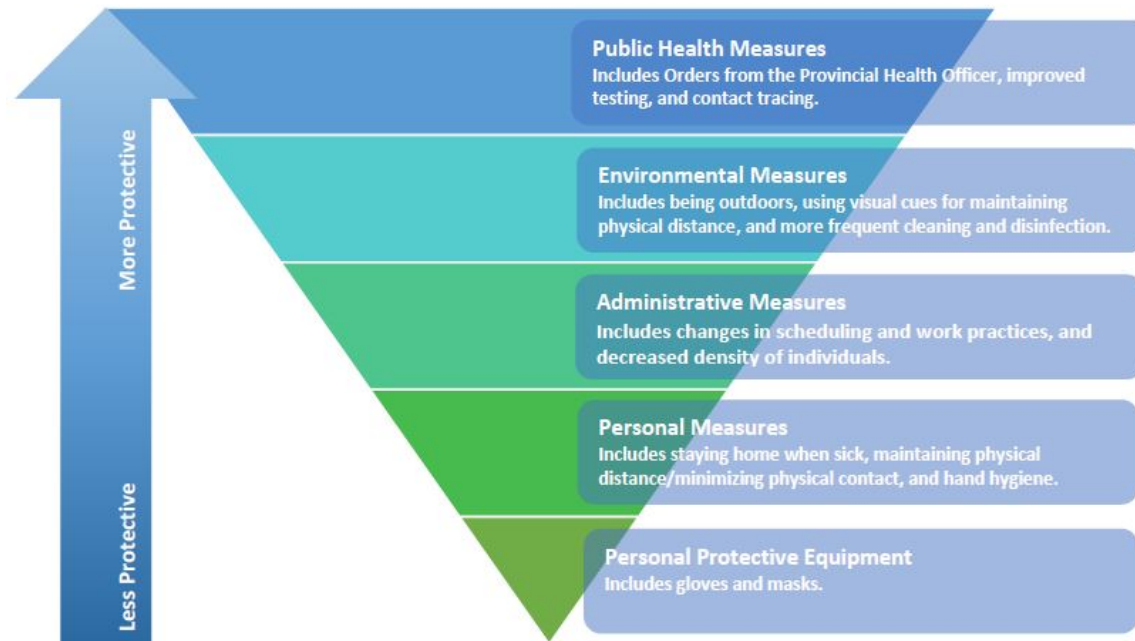 Public Health Measures
Includes Orders from the Provincial Health Officer, improved
testing, and contact tracing.
Environmental Measures
Includes being outdoors, using visual cues for maintaining
physical distance, and more frequent cleaning and disinfection.
Administrative Measures
Includes changes in scheduling and work practices, and
decreased density of individuals.
Personal Measures
Includes staying home when sick, maintaining physical
distance/minimizing physical contact, and hand hygiene.
Personal Protective Equipment
Includes gloves and masks.
More Protective
Less Protective